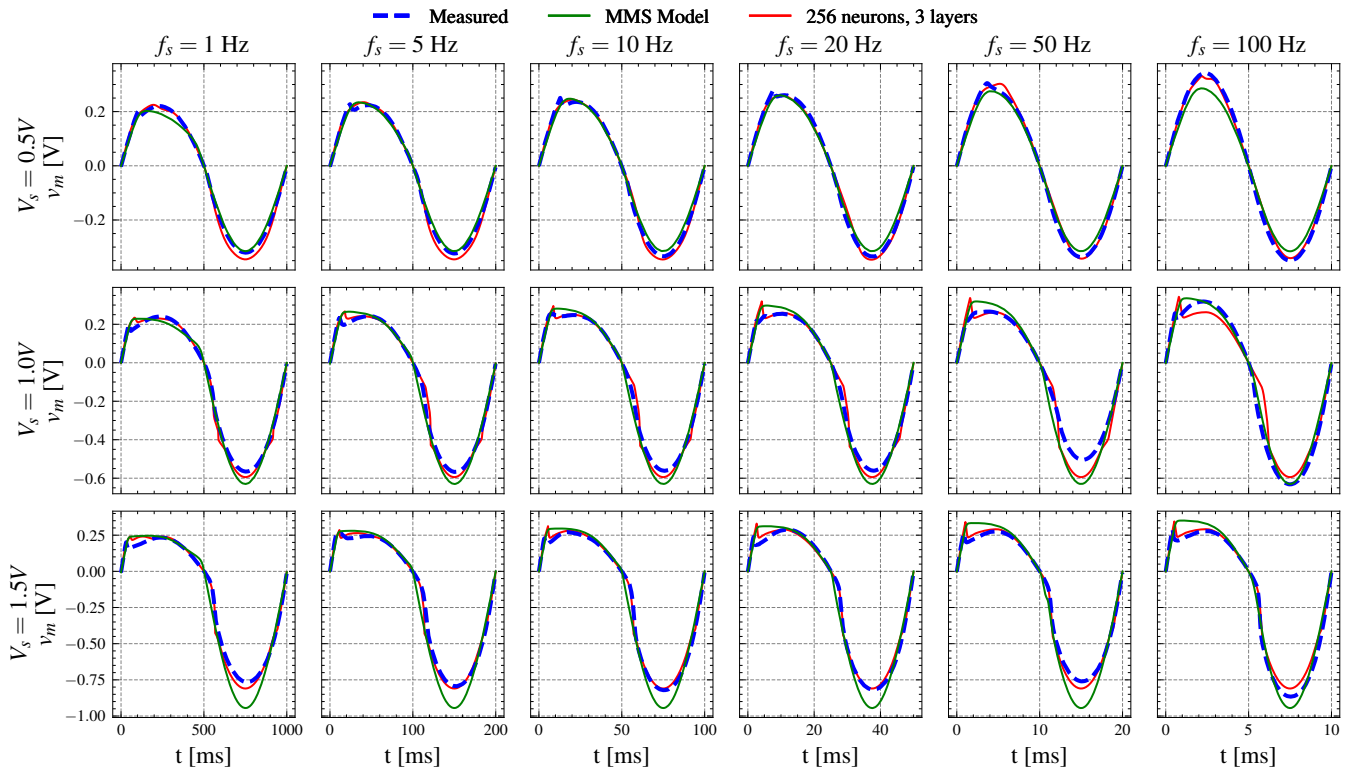 Measured MMS Model 256 neurons, 3 layers
f_s = 1 Hz f_s = 5 Hz f_s = 10 Hz f_s = 20 Hz f_s = 50 Hz f_s = 100 Hz
V_s = 0.5V
v_m [V]
0.2
0.0
−0.2
V_s = 1.0V
v_m [V]
0.2
0.0
−0.2
−0.4
−0.6
V_s = 1.5V
v_m [V]
0.25
0.00
−0.25
−0.50
−0.75
−1.00
0 500 1000 0 100 200 0 50 100 0 20 40 0 10 20 0 5 10
t [ms] t [ms] t [ms] t [ms] t [ms] t [ms]